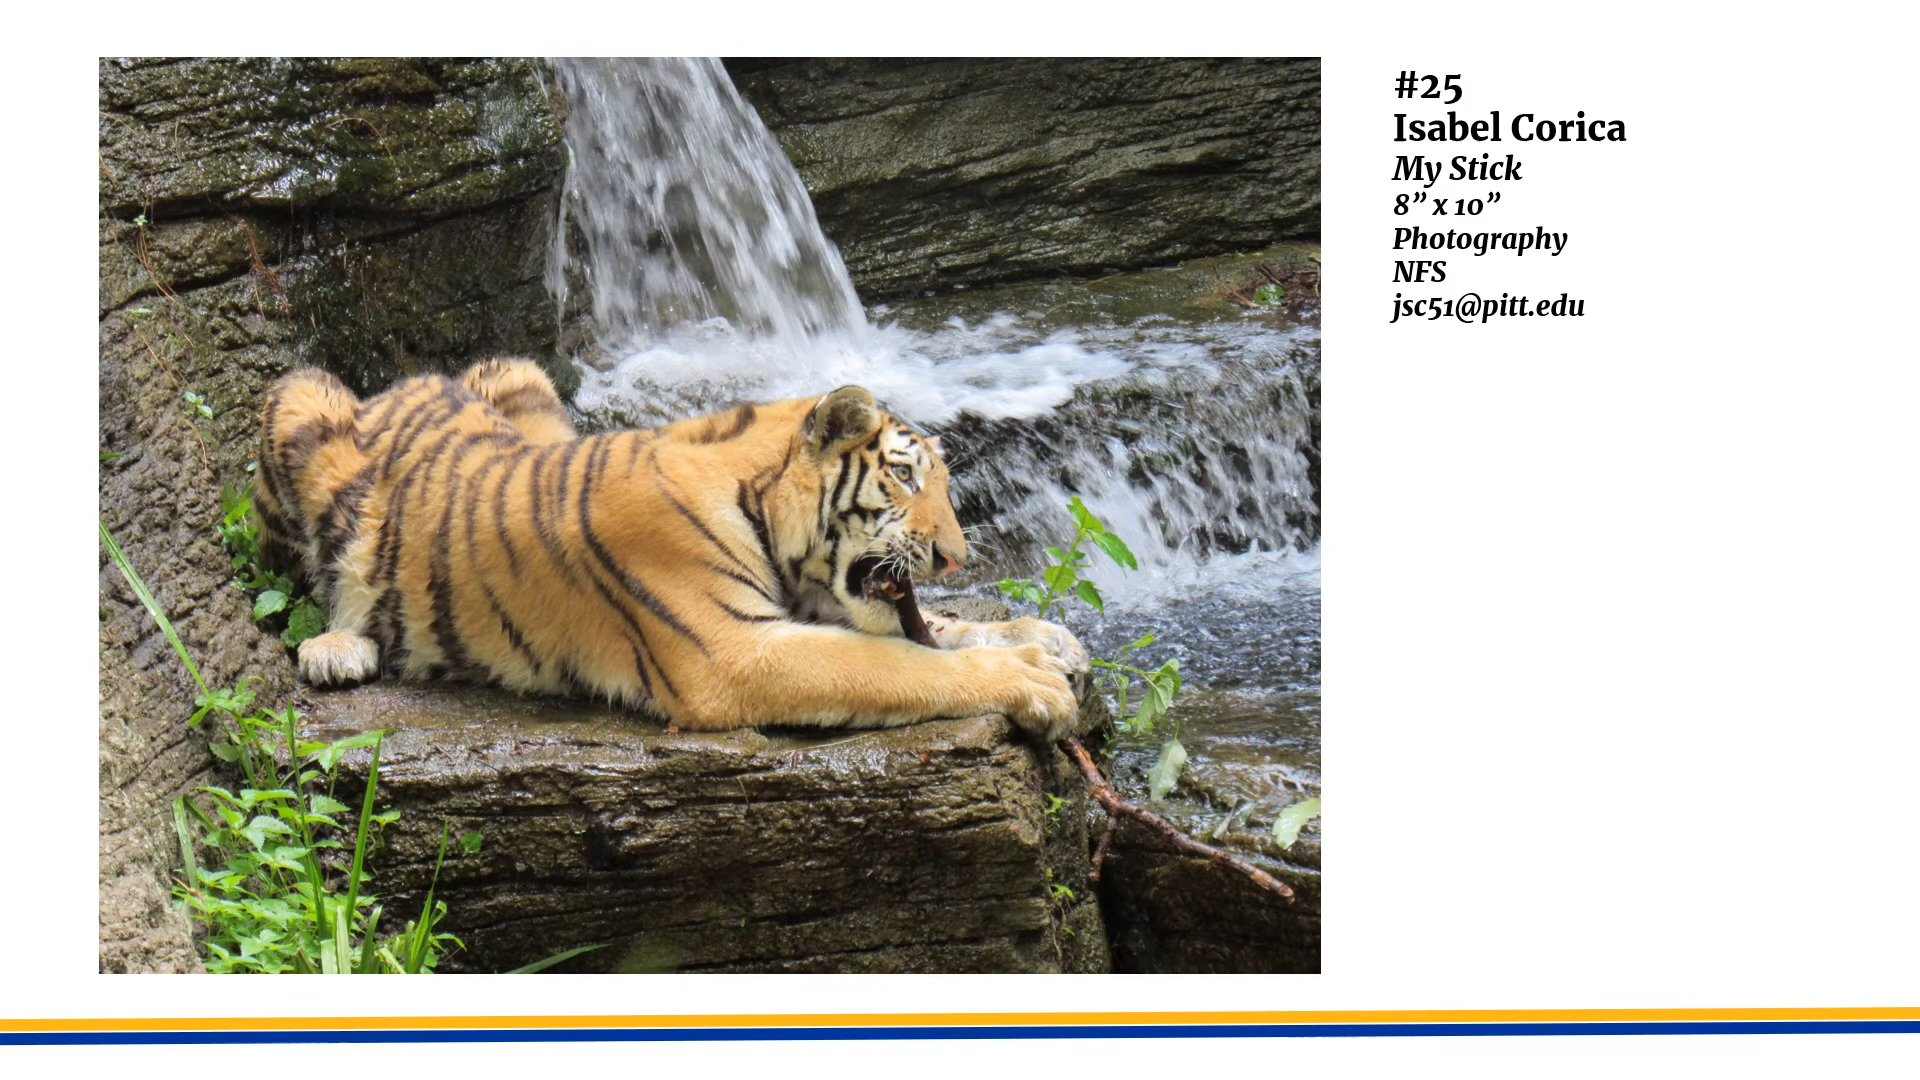 #25
Isabel Corica
My Stick
8” x 10”
Photography
NFS
jsc51@pitt.edu